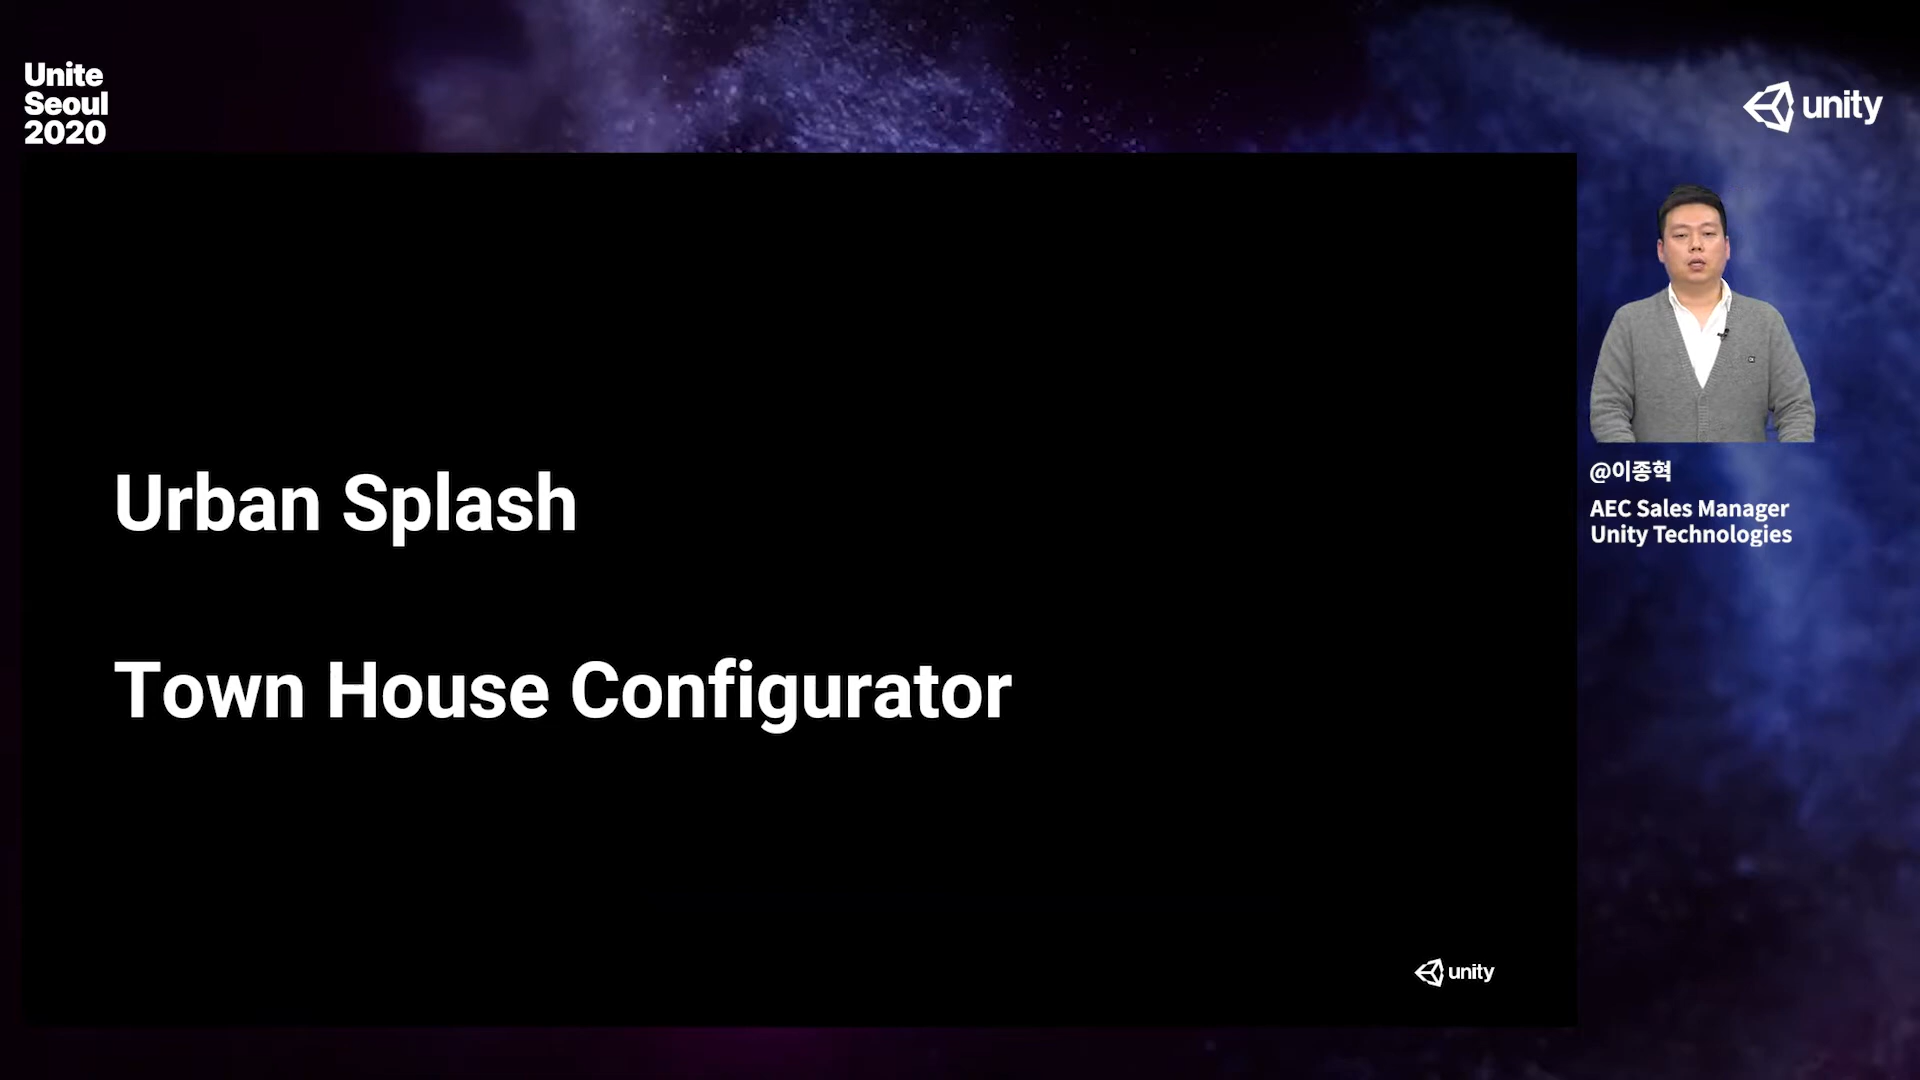 Unite
Seoul
2020
unity
Urban Splash
Town House Configurator
unity
@이종혁
AEC Sales Manager
Unity Technologies